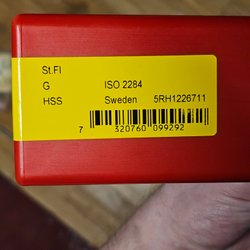 St.Fl
G ISO 2284
HSS Sweden 5RH1226711
7 320760 099292